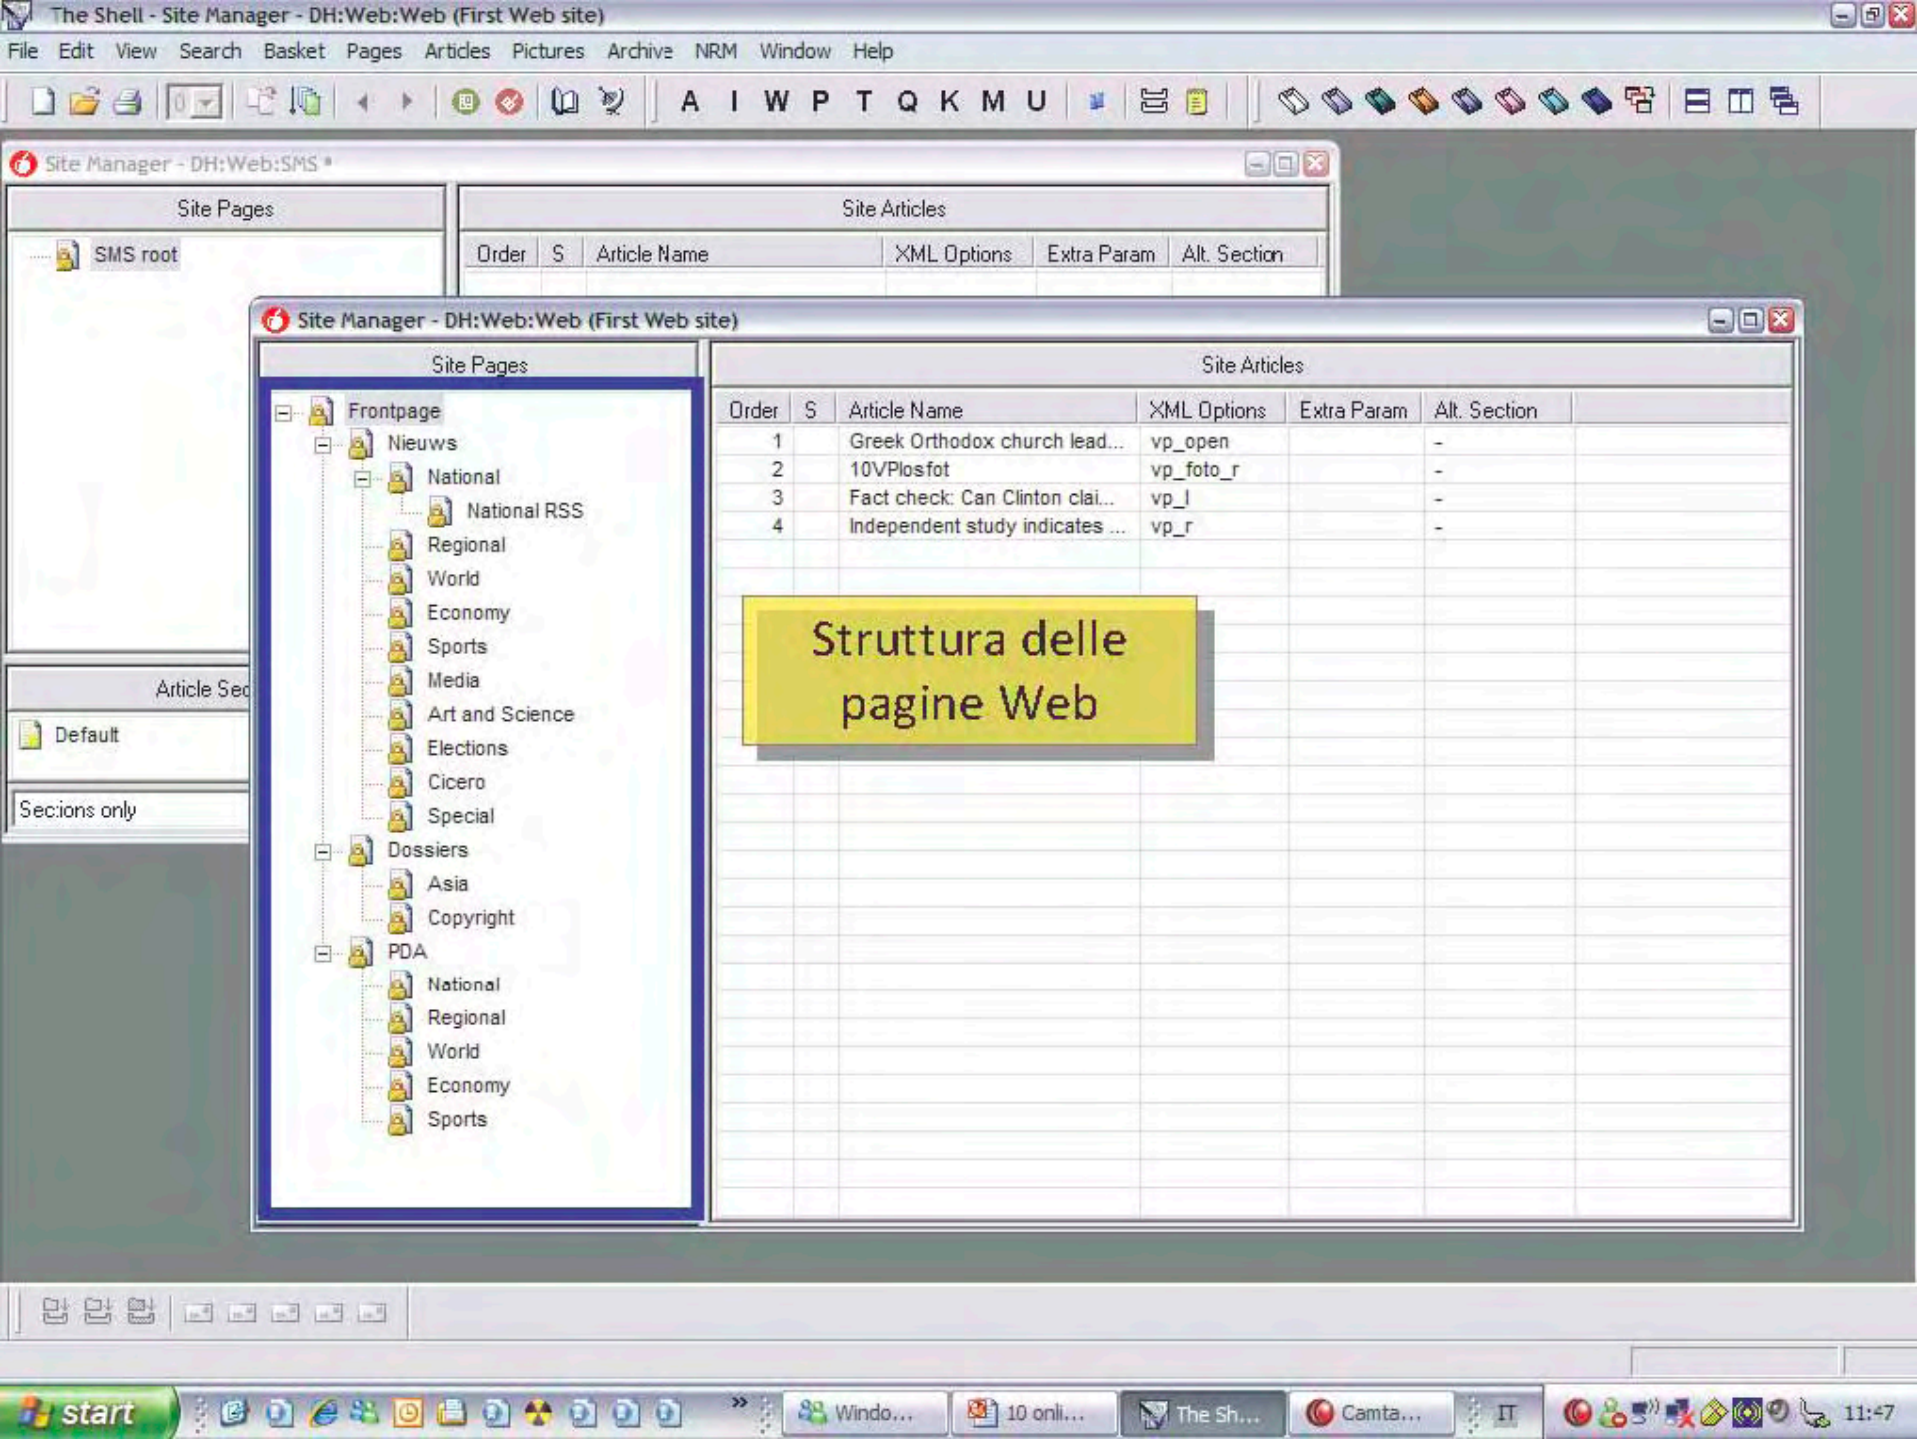 The Shell - Site Manager - DH:Web:Web (First Web site)
File Edit View Search Basket Pages Articles Pictures Archive NRM Window Help
0
A I W P T Q K M U
Site Manager - DH:Web:SMS *
Site Pages
Site Articles
SMS root
Order S Article Name XML Options Extra Param Alt. Section
Site Manager - DH:Web:Web (First Web site)
Site Pages
Site Articles
Frontpage
Nieuws
National
National RSS
Regional
World
Economy
Sports
Media
Art and Science
Elections
Cicero
Special
Dossiers
Asia
Copyright
PDA
National
Regional
World
Economy
Sports
Order S Article Name XML Options Extra Param Alt. Section
1 Greek Orthodox church lead... vp_open -
2 10VPlosfot vp_foto_r -
3 Fact check: Can Clinton clai... vp_l -
4 Independent study indicates ... vp_r -
Struttura delle
pagine Web
Article Sec
Default
Sections only
start
»
Windo...
10 onli...
The Sh...
Camta...
IT
11:47